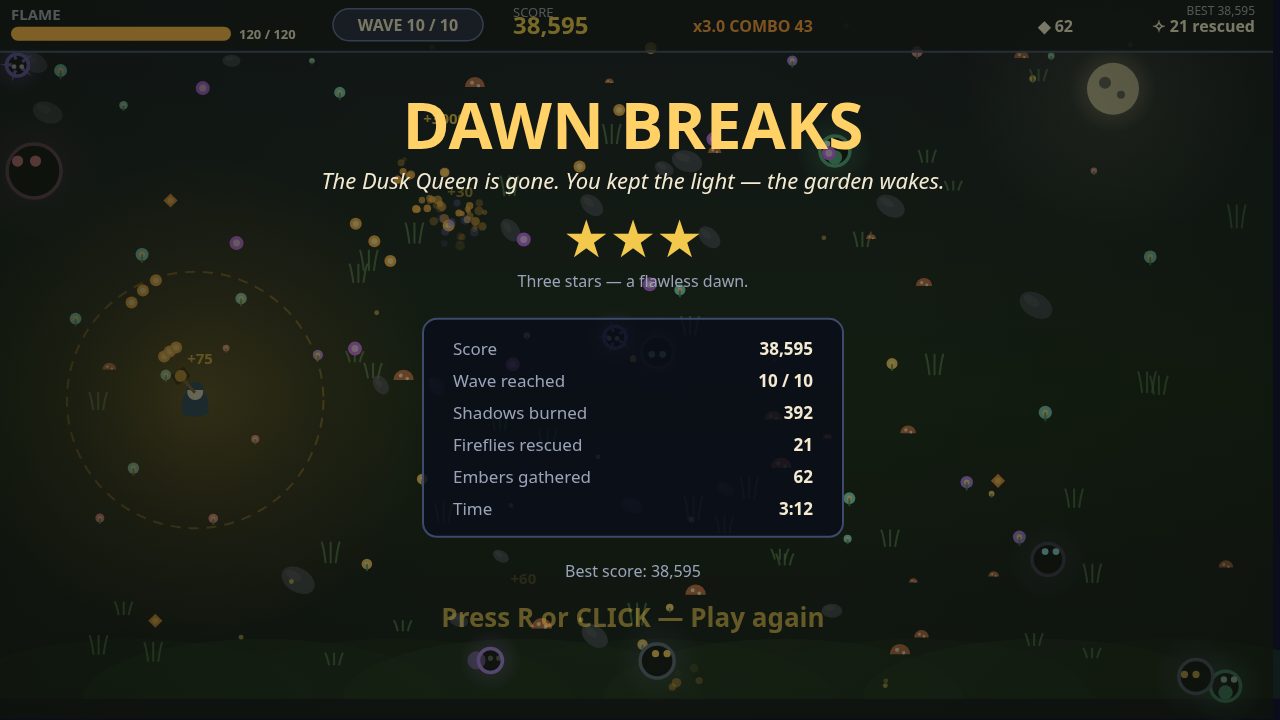 FLAME
120 / 120
WAVE 10 / 10
SCORE
38,595
x3.0 COMBO 43
◆ 62
BEST 38,595
✧ 21 rescued
DAWN BREAKS
The Dusk Queen is gone. You kept the light — the garden wakes.
+30
★★★
Three stars — a flawless dawn.
+75
Score 38,595
Wave reached 10 / 10
Shadows burned 392
Fireflies rescued 21
Embers gathered 62
Time 3:12
Best score: 38,595
+60
Press R or CLICK — Play again